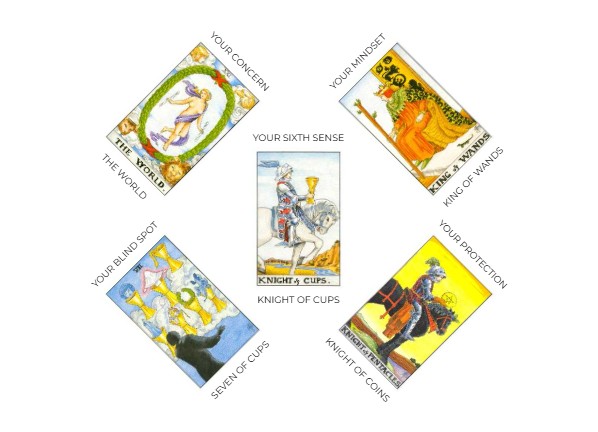 YOUR CONCERN
THE WORLD.
THE WORLD
YOUR MINDSET
KING of WANDS
KING OF WANDS
YOUR SIXTH SENSE
KNIGHT of CUPS.
KNIGHT OF CUPS
YOUR BLIND SPOT
VII
SEVEN OF CUPS
YOUR PROTECTION
KNIGHT of PENTACLES
KNIGHT OF COINS